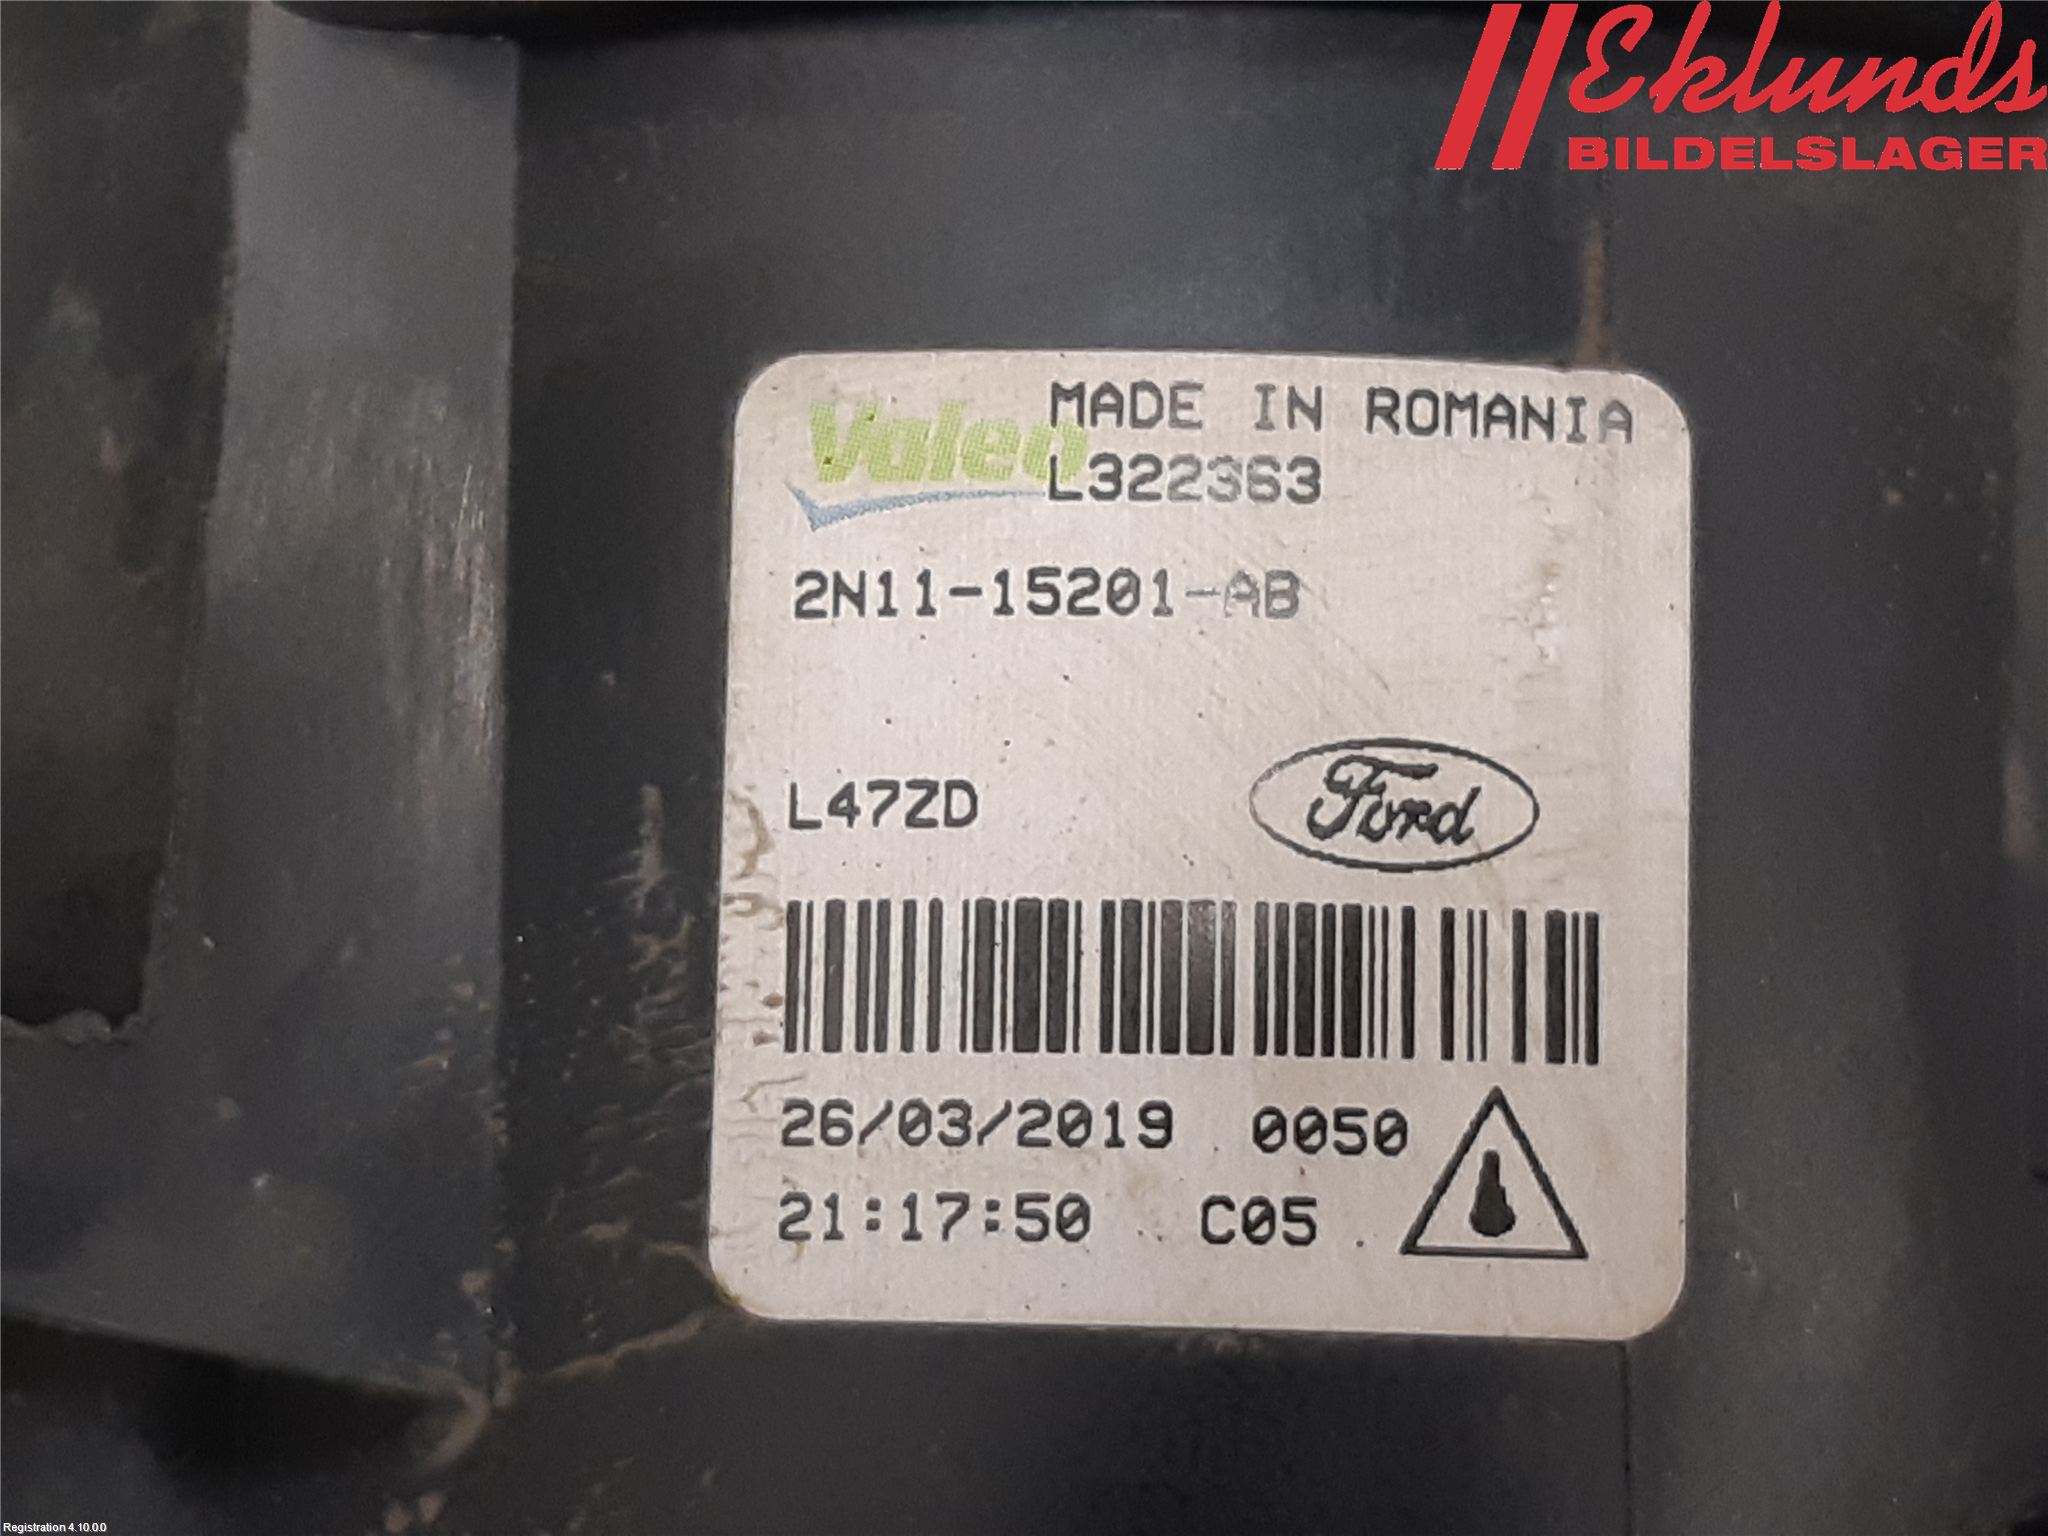 Eklunds
BILDELSLAGER
Valeo MADE IN ROMANIA
L322363
2N11-15201-AB
L47ZD Ford
26/03/2019 0050
21:17:50 C05
Registration 4.10.0.0